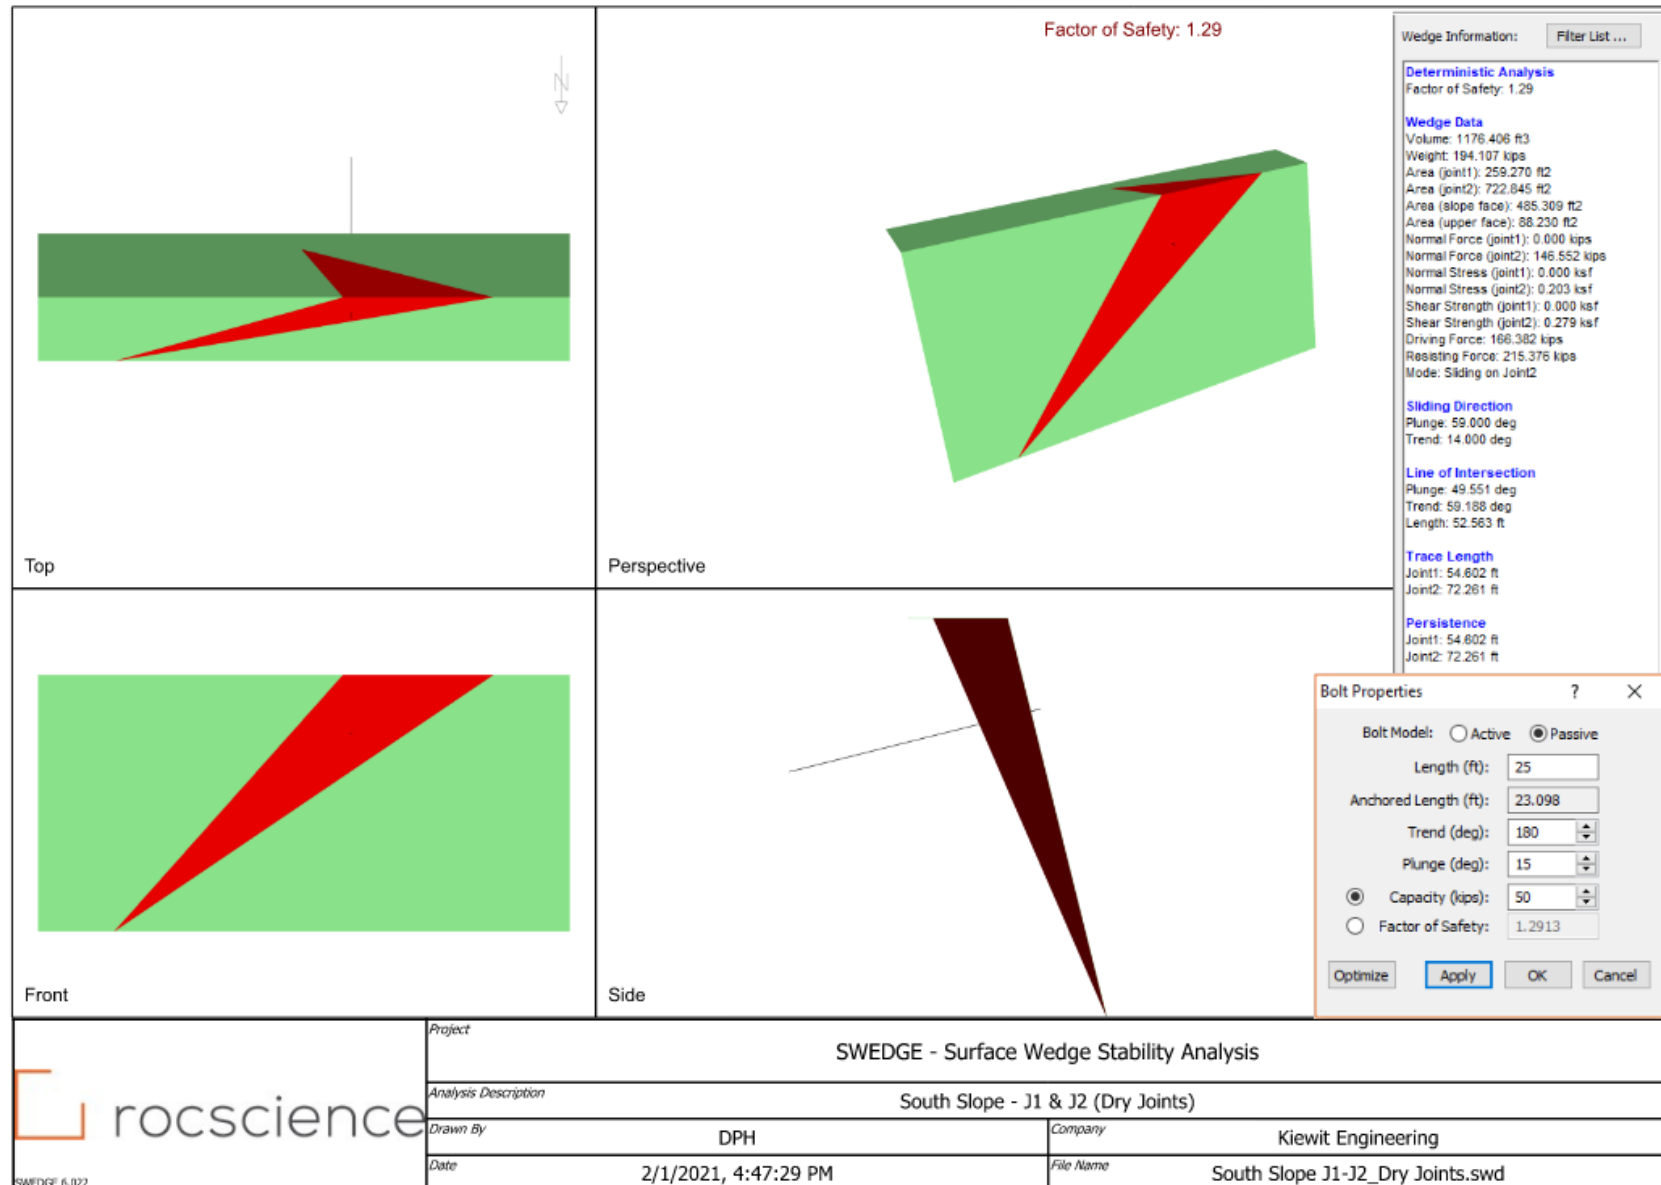 Factor of Safety: 1.29
N
Top
Perspective
Front
Side
Wedge Information:
Filter List ...
Deterministic Analysis
Factor of Safety: 1.29
Wedge Data
Volume: 1176.406 ft3
Weight: 194.107 kips
Area (joint1): 259.270 ft2
Area (joint2): 722.845 ft2
Area (slope face): 485.309 ft2
Area (upper face): 88.230 ft2
Normal Force (joint1): 0.000 kips
Normal Force (joint2): 146.552 kips
Normal Stress (joint1): 0.000 ksf
Normal Stress (joint2): 0.203 ksf
Shear Strength (joint1): 0.000 ksf
Shear Strength (joint2): 0.279 ksf
Driving Force: 166.382 kips
Resisting Force: 215.376 kips
Mode: Sliding on Joint2
Sliding Direction
Plunge: 59.000 deg
Trend: 14.000 deg
Line of Intersection
Plunge: 49.551 deg
Trend: 59.188 deg
Length: 52.563 ft
Trace Length
Joint1: 54.602 ft
Joint2: 72.261 ft
Persistence
Joint1: 54.602 ft
Joint2: 72.261 ft
Bolt Properties ? X
Bolt Model: Active Passive
Length (ft): 25
Anchored Length (ft): 23.098
Trend (deg): 180
Plunge (deg): 15
Capacity (kips): 50
Factor of Safety: 1.2913
Optimize Apply OK Cancel
rocscience
SWEDGE 6.022
Project
SWEDGE - Surface Wedge Stability Analysis
Analysis Description
South Slope - J1 & J2 (Dry Joints)
Drawn By
DPH
Company
Kiewit Engineering
Date
2/1/2021, 4:47:29 PM
File Name
South Slope J1-J2_Dry Joints.swd